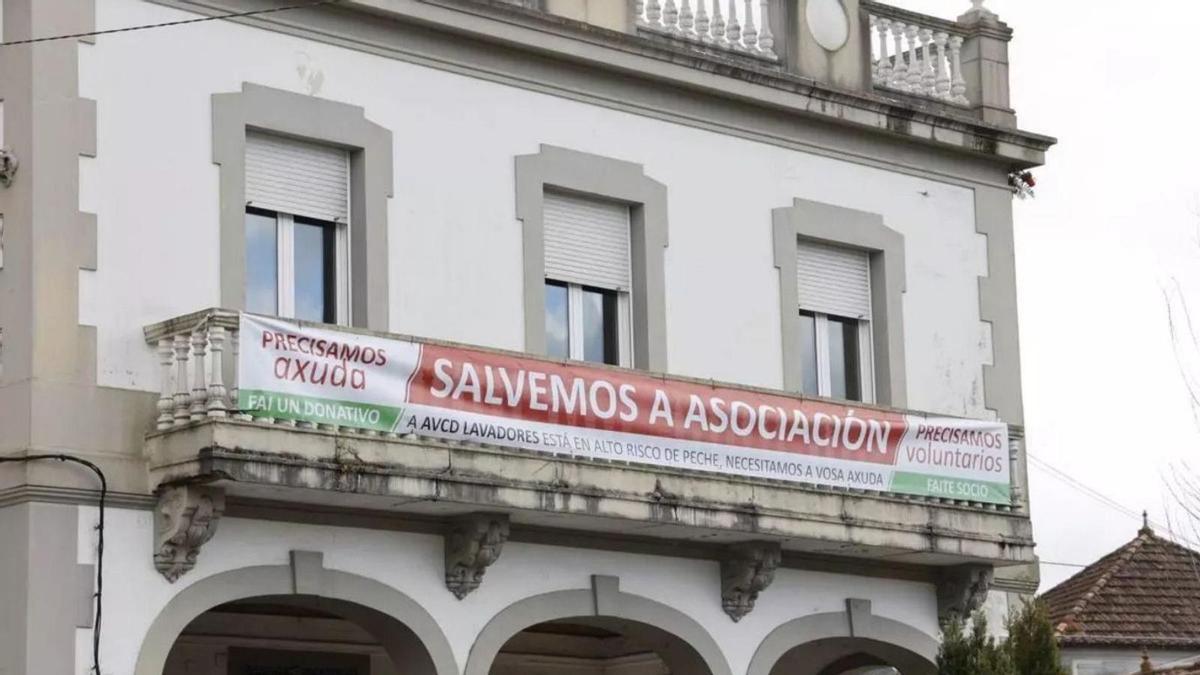 PRECISAMOS
axuda
FAI UN DONATIVO
SALVEMOS A ASOCIACIÓN
A AVCD LAVADORES ESTÁ EN ALTO RISCO DE PECHE, NECESITAMOS A VOSA AXUDA
PRECISAMOS
voluntarios
FAITE SOCIO